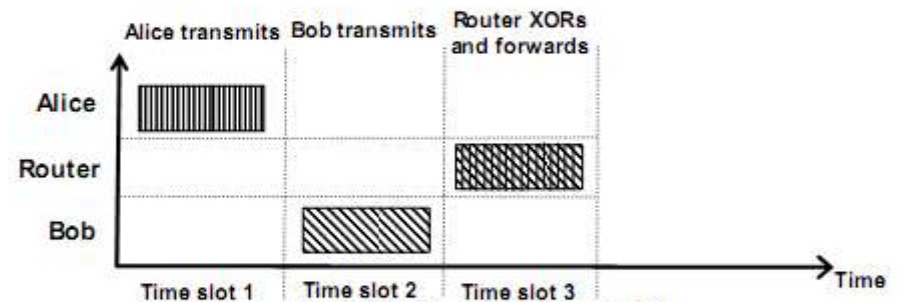 Alice transmits
Bob transmits
Router XORs
and forwards
Alice
Router
Bob
Time
Time slot 1
Time slot 2
Time slot 3